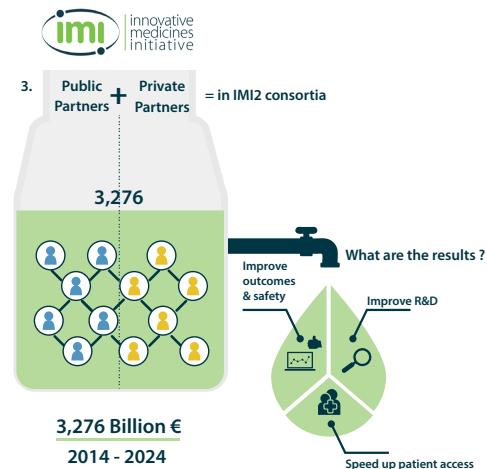 imi
innovative
medicines
initiative
3.
Public
Partners
+
Private
Partners
= in IMI2 consortia
3,276
What are the results ?
Improve
outcomes
& safety
Improve R&D
3,276 Billion €
2014 - 2024
Speed up patient access